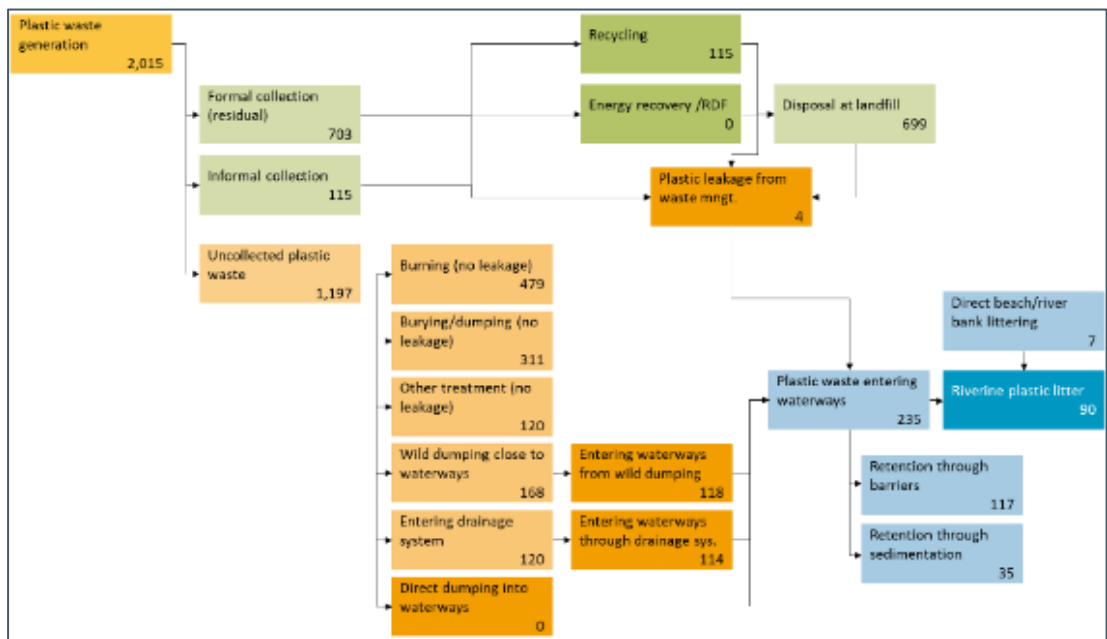 Plastic waste
generation
2,015
Formal collection
(residual)
703
Informal collection
115
Uncollected plastic
waste
1,197
Recycling
115
Energy recovery /RDF
0
Disposal at landfill
699
Plastic leakage from
waste mngt.
4
Burning (no leakage)
479
Burying/dumping (no
leakage)
311
Other treatment (no
leakage)
120
Wild dumping close to
waterways
168
Entering drainage
system
120
Direct dumping into
waterways
0
Entering waterways
from wild dumping
118
Entering waterways
through drainage sys.
114
Plastic waste entering
waterways
235
Direct beach/river
bank littering
7
Riverine plastic litter
90
Retention through
barriers
117
Retention through
sedimentation
35